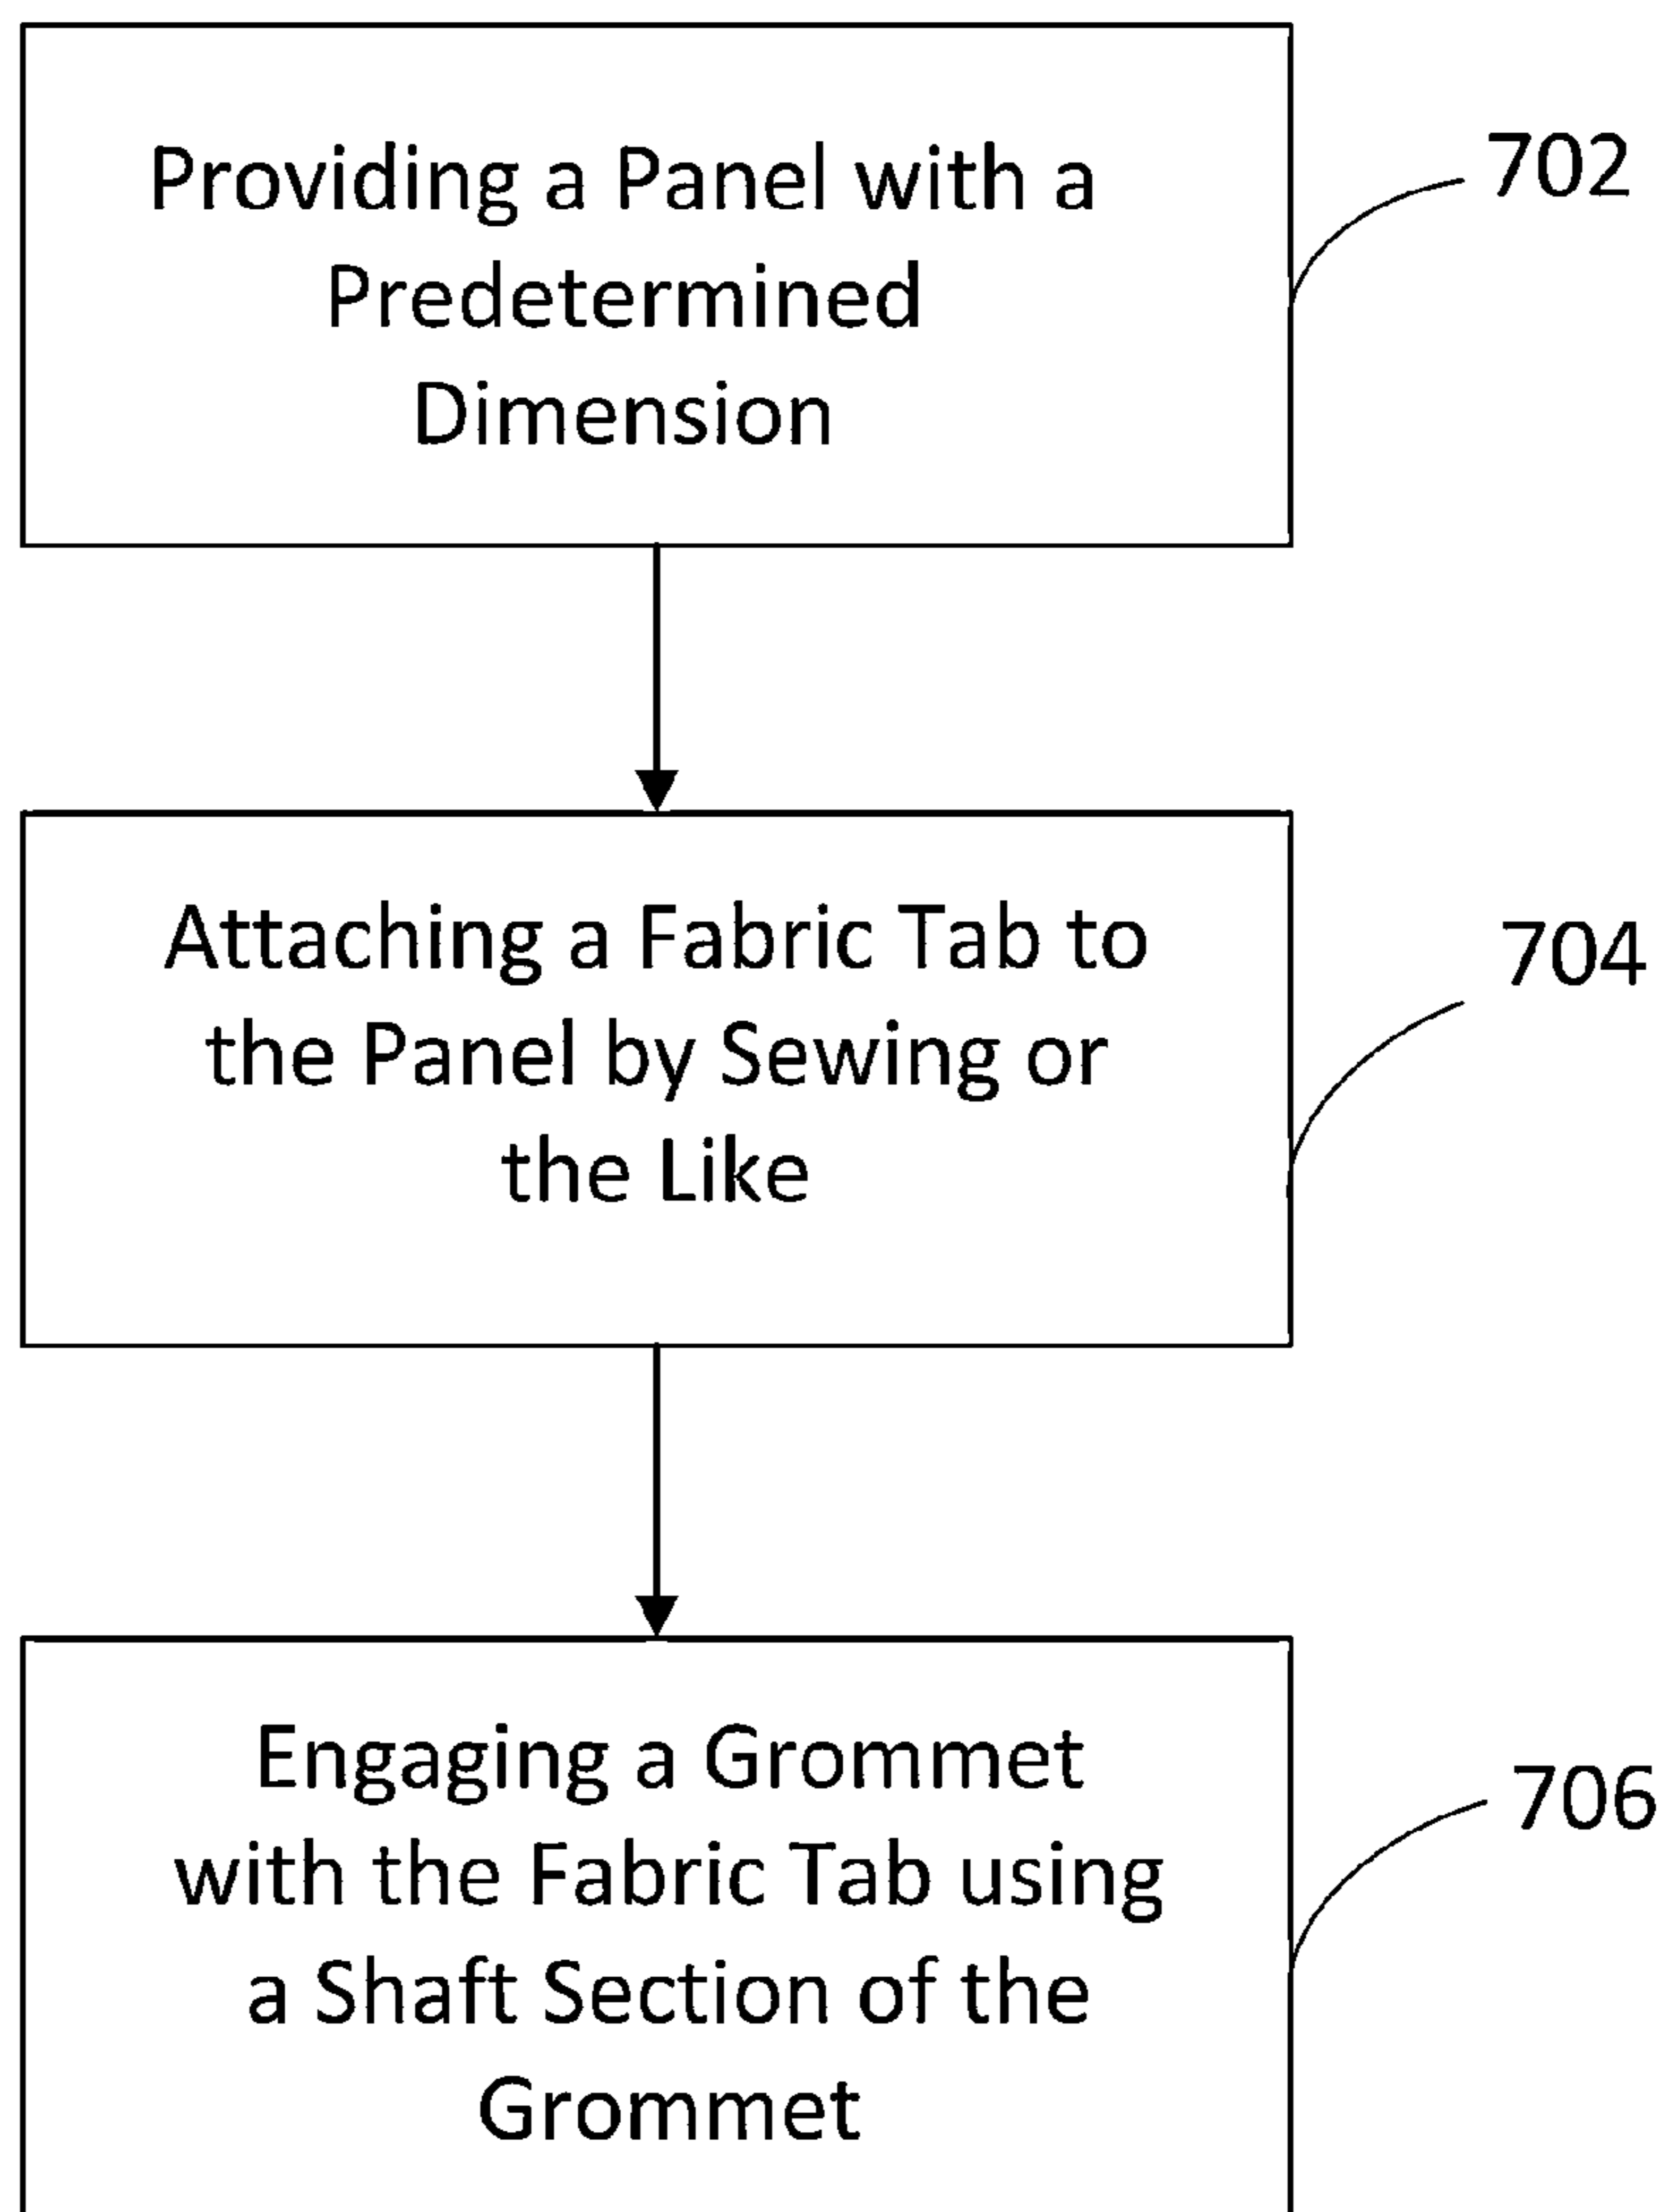 Providing a Panel with a
Predetermined
Dimension
702
Attaching a Fabric Tab to
the Panel by Sewing or
the Like
704
Engaging a Grommet
with the Fabric Tab using
a Shaft Section of the
Grommet
706